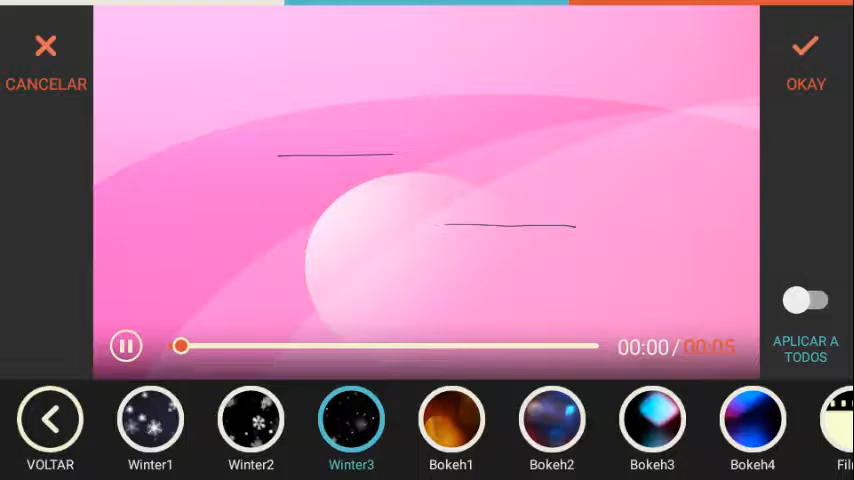 CANCELAR
OKAY
00:00/00:05
APLICAR A
TODOS
VOLTAR
Winter1
Winter2
Winter3
Bokeh1
Bokeh2
Bokeh3
Bokeh4